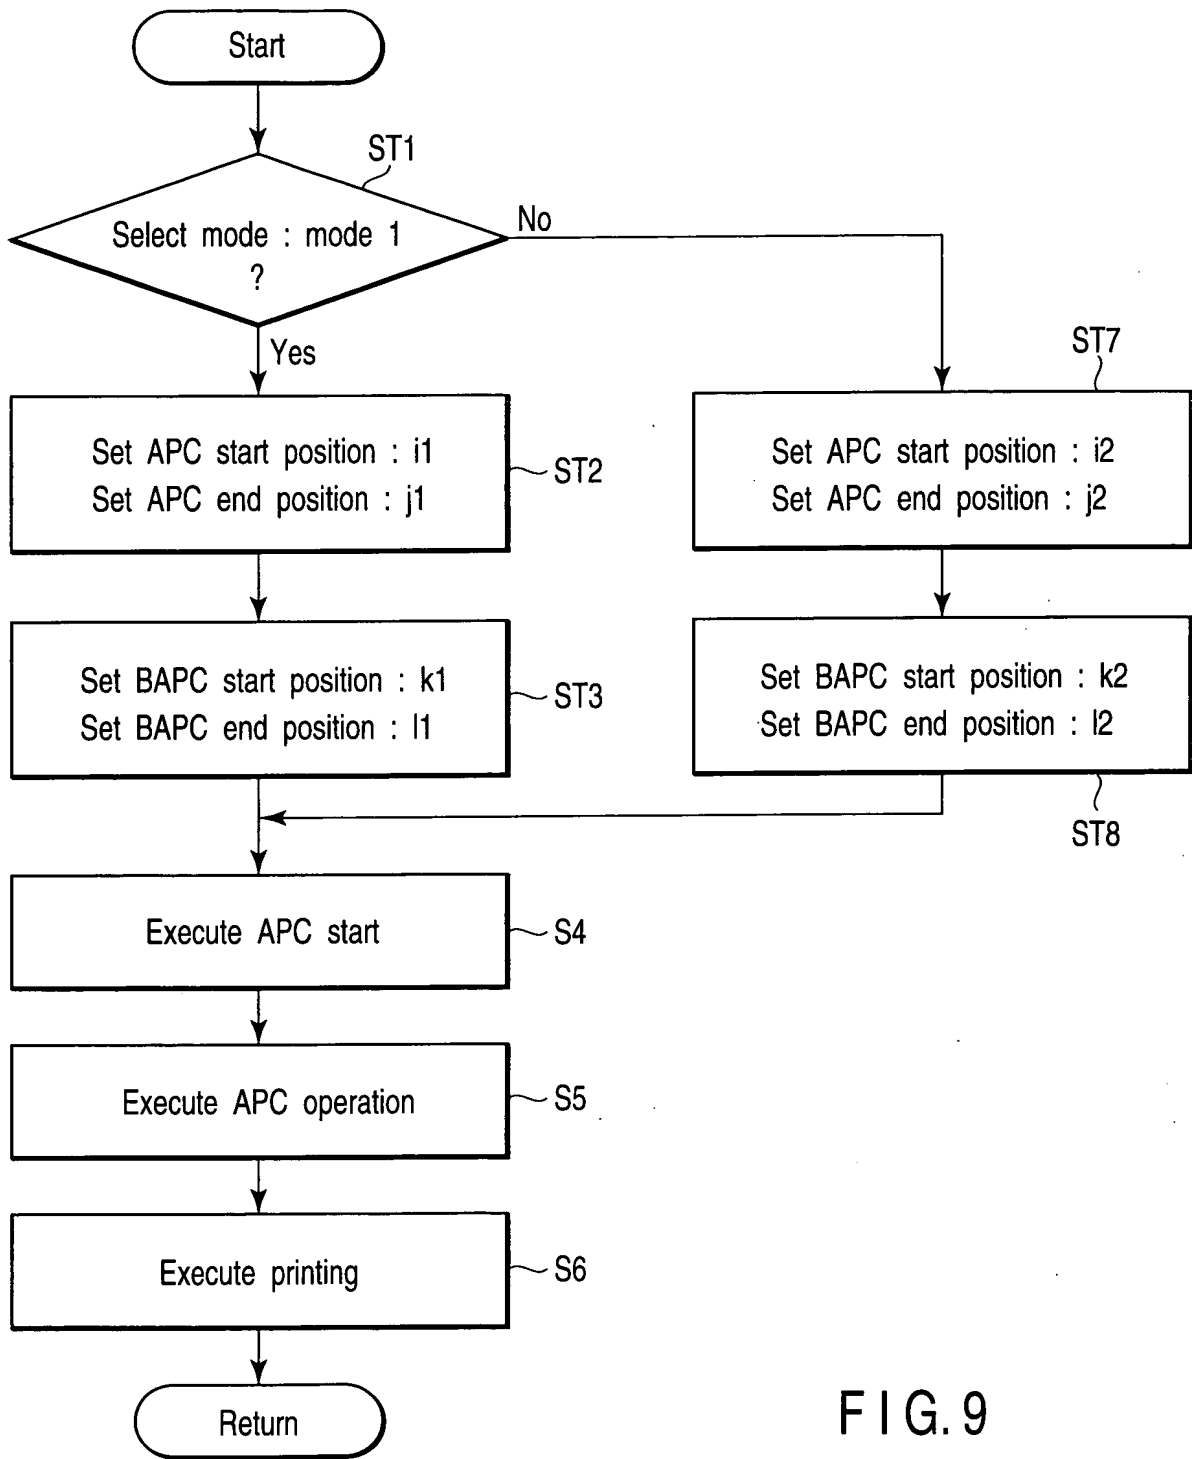 Start
ST1
Select mode : mode 1
?
No
Yes
Set APC start position : i1
Set APC end position : j1
ST2
ST7
Set APC start position : i2
Set APC end position : j2
Set BAPC start position : k1
Set BAPC end position : l1
ST3
Set BAPC start position : k2
Set BAPC end position : l2
ST8
Execute APC start
S4
Execute APC operation
S5
Execute printing
S6
Return
FIG. 9